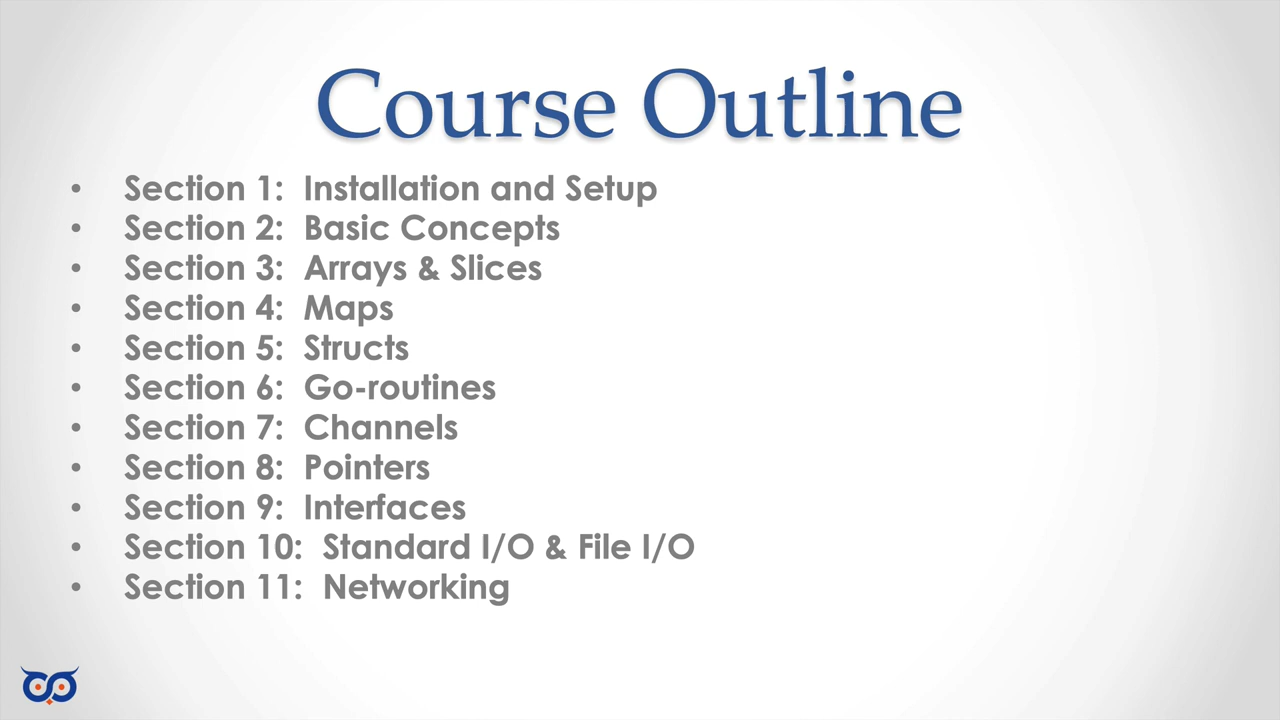 Course Outline
• Section 1: Installation and Setup
• Section 2: Basic Concepts
• Section 3: Arrays & Slices
• Section 4: Maps
• Section 5: Structs
• Section 6: Go-routines
• Section 7: Channels
• Section 8: Pointers
• Section 9: Interfaces
• Section 10: Standard I/O & File I/O
• Section 11: Networking